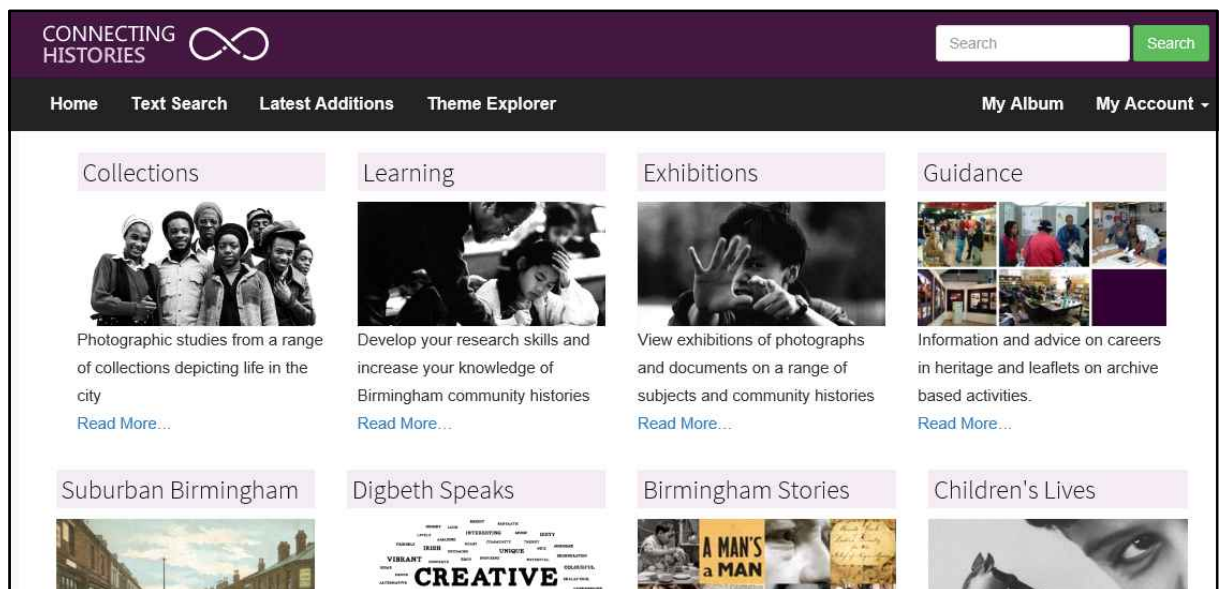 CONNECTING
HISTORIES
Search
Search
Home
Text Search
Latest Additions
Theme Explorer
My Album
My Account
Collections
Photographic studies from a range
of collections depicting life in the
city
Read More...
Learning
Develop your research skills and
increase your knowledge of
Birmingham community histories
Read More...
Exhibitions
View exhibitions of photographs
and documents on a range of
subjects and community histories
Read More...
Guidance
Information and advice on careers
in heritage and leaflets on archive
based activities.
Read More...
Suburban Birmingham
Digbeth Speaks
INTERESTING
IRISH
UNIQUE
VIBRANT
COLOURFUL
CREATIVE
Birmingham Stories
A MAN'S
a MAN
Children's Lives